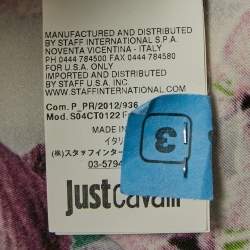 MANUFACTURED AND DISTRIBUTED
BY STAFF INTERNATIONAL S.P.A.
NOVENTA VICENTINA - ITALY
PH 0444 784500 FAX 0444 784580
FOR U.S.A. ONLY
IMPORTED AND DISTRIBUTED
BY STAFF USA INC.
WWW.STAFFINTERNATIONAL.COM
Com. P_PR/2012/936
Mod. S04CT0122
MADE IN
イタリ
(株)スタッフインター
03-579
3
just cavalli